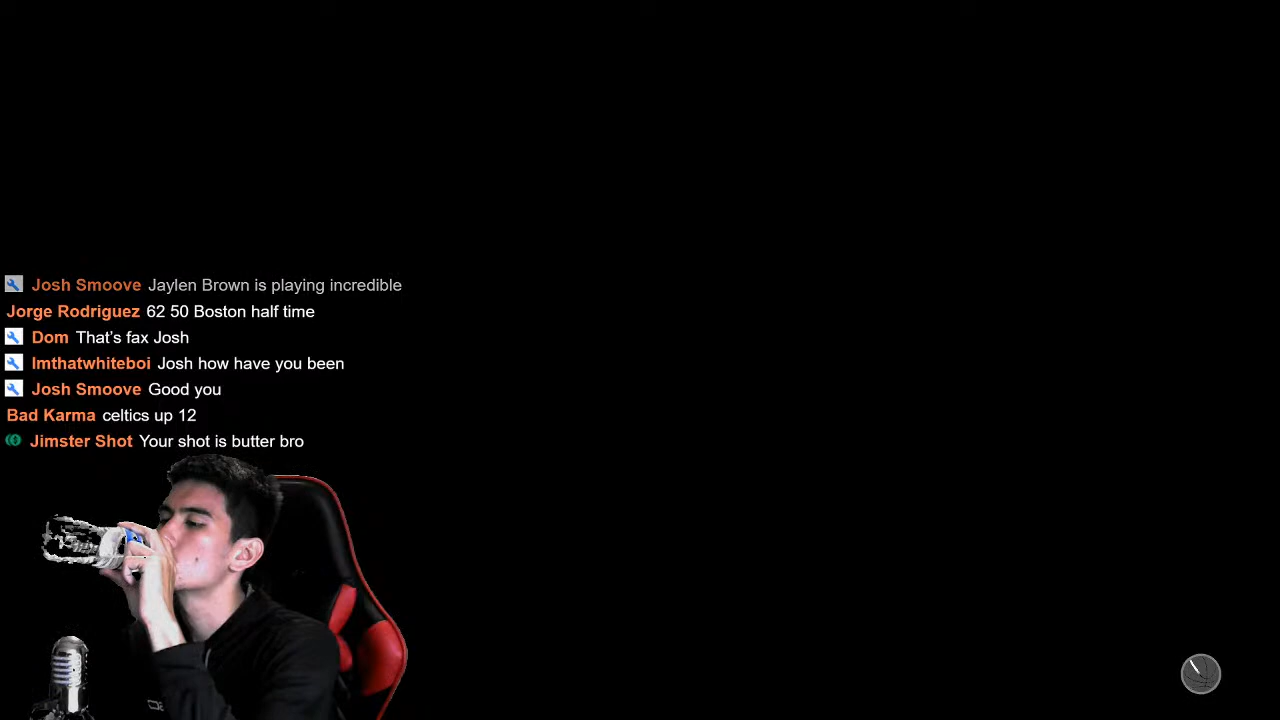 Josh Smoove Jaylen Brown is playing incredible
Jorge Rodriguez 62 50 Boston half time
Dom That's fax Josh
Imthatwhiteboi Josh how have you been
Josh Smoove Good you
Bad Karma celtics up 12
Jimster Shot Your shot is butter bro